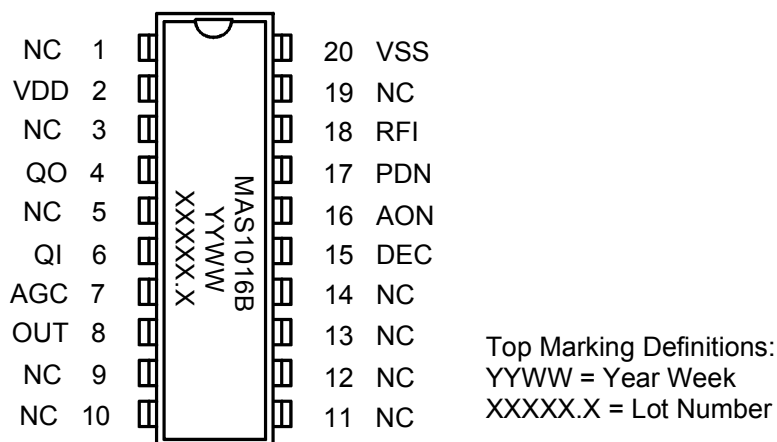 NC 1 20 VSS
VDD 2 19 NC
NC 3 18 RFI
QO 4 17 PDN
NC 5 16 AON
QI 6 15 DEC
AGC 7 14 NC
OUT 8 13 NC
NC 9 12 NC
NC 10 11 NC
MAS1016B
YYWW
XXXXX.X
Top Marking Definitions:
YYWW = Year Week
XXXXX.X = Lot Number